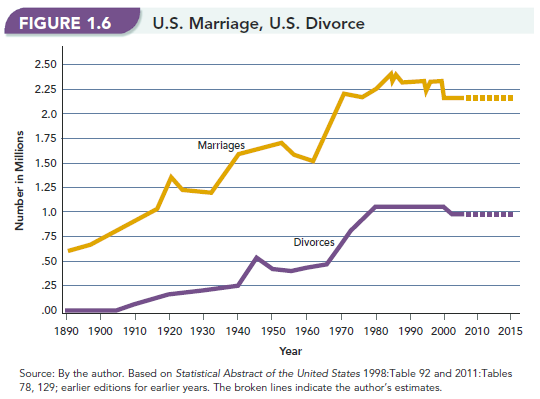 FIGURE 1.6 U.S. Marriage, U.S. Divorce
2.50
2.25
2.0
1.75
1.50
1.25
1.0
.75
.50
.25
.00
Number in Millions
Marriages
Divorces
1890 1900 1910 1920 1930 1940 1950 1960 1970 1980 1990 2000 2010 2015
Year
Source: By the author. Based on Statistical Abstract of the United States 1998:Table 92 and 2011:Tables
78, 129; earlier editions for earlier years. The broken lines indicate the author's estimates.